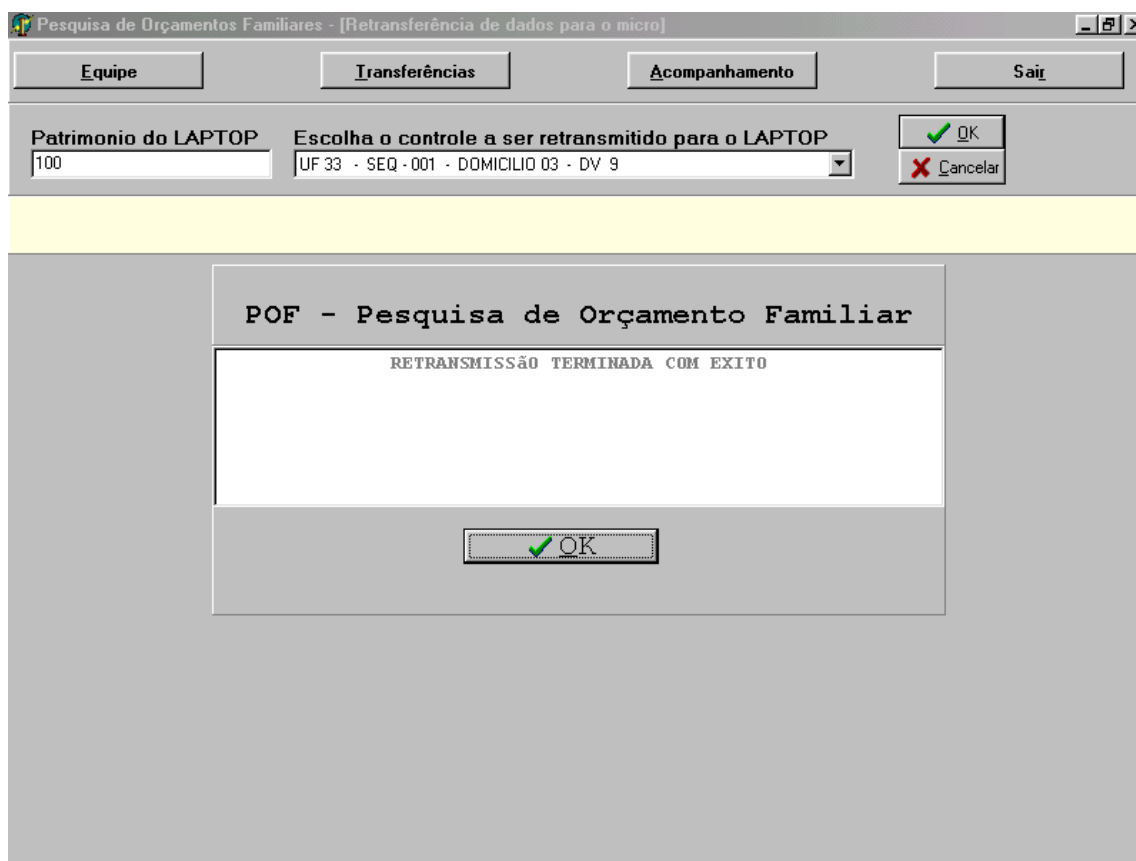 Pesquisa de Orçamentos Familiares - [Retransferência de dados para o micro]
Equipe Transferências Acompanhamento Sair
Patrimonio do LAPTOP Escolha o controle a ser retransmitido para o LAPTOP OK
100 UF 33 - SEQ - 001 - DOMICILIO 03 - DV 9 Cancelar
POF - Pesquisa de Orçamento Familiar
RETRANSMISSãO TERMINADA COM EXITO
OK